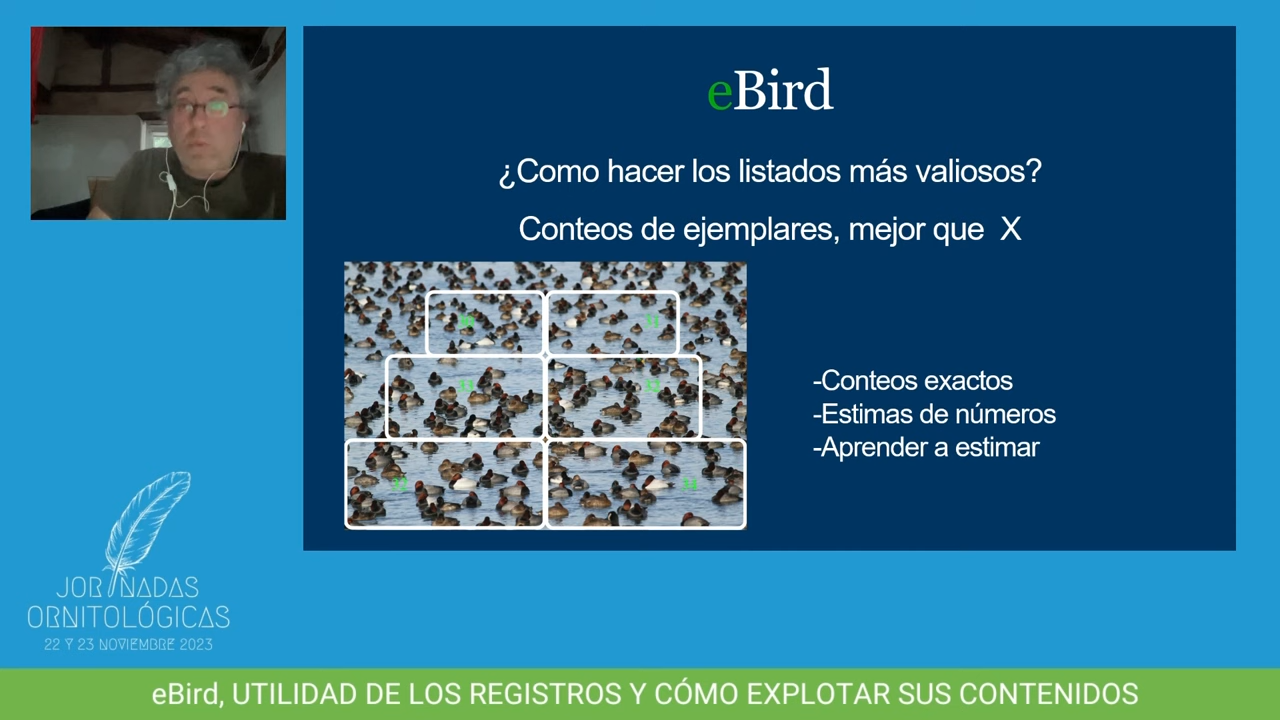 eBird
¿Como hacer los listados más valiosos?
Conteos de ejemplares, mejor que X
-Conteos exactos
-Estimas de números
-Aprender a estimar
JORNADAS
ORNITOLÓGICAS
22 Y 23 NOVIEMBRE 2023
eBird, UTILIDAD DE LOS REGISTROS Y CÓMO EXPLOTAR SUS CONTENIDOS